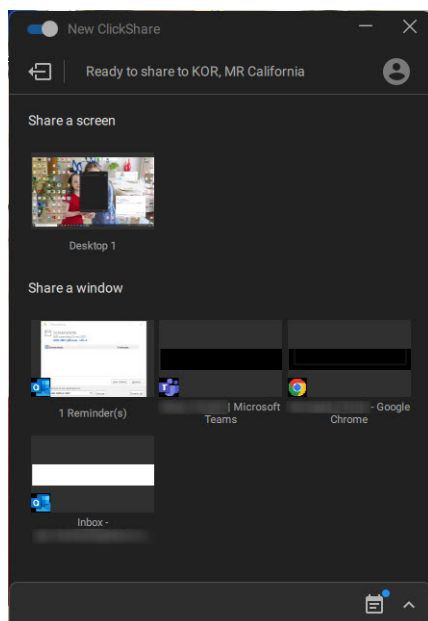 New ClickShare
Ready to share to KOR, MR California
Share a screen
Desktop 1
Share a window
1 Reminder(s)
| Microsoft
Teams
- Google
Chrome
Inbox -